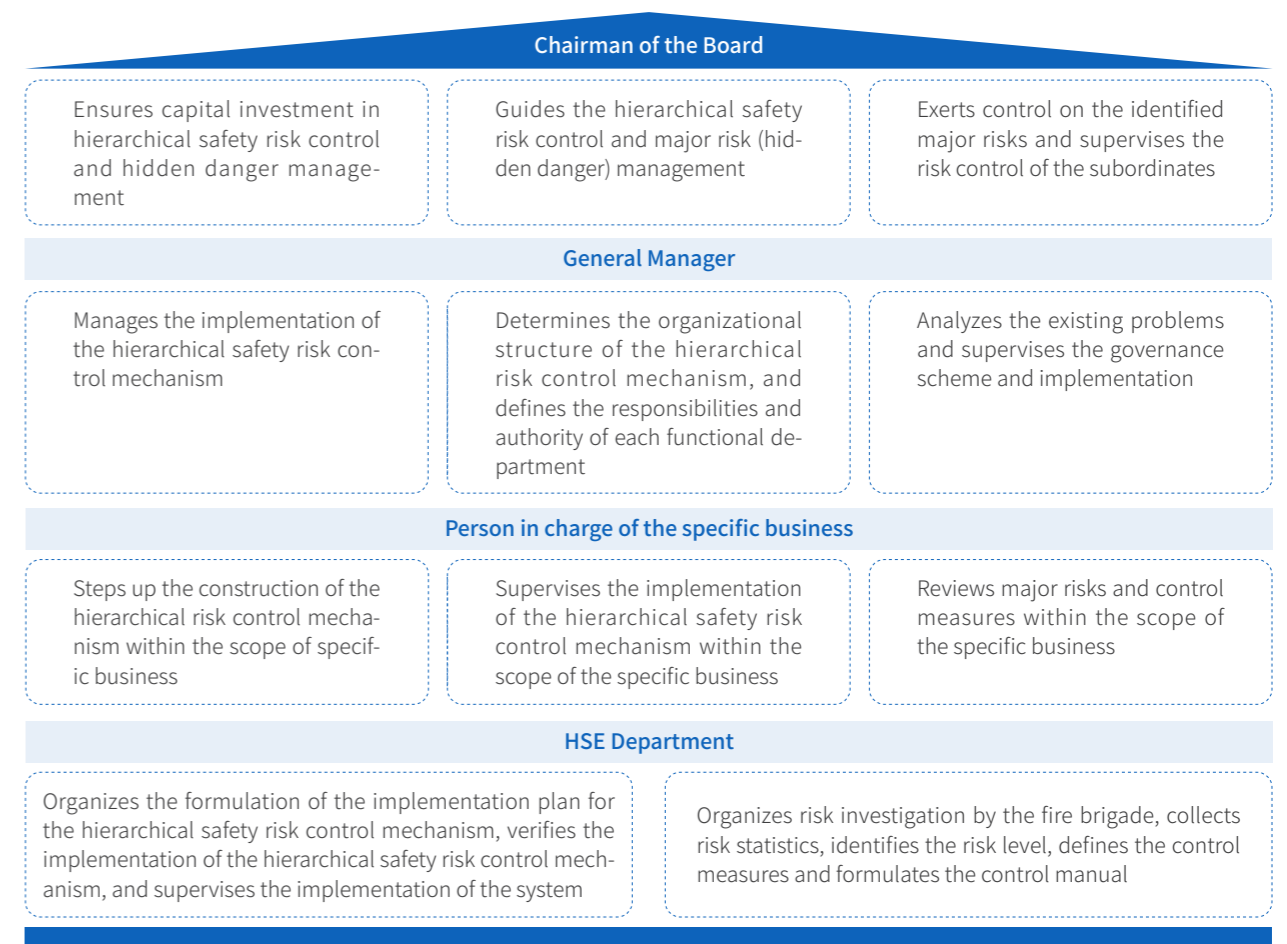 Chairman of the Board
Ensures capital investment in
hierarchical safety risk control
and hidden danger manage-
ment
Guides the hierarchical safety
risk control and major risk (hid-
den danger) management
Exerts control on the identified
major risks and supervises the
risk control of the subordinates
General Manager
Manages the implementation of
the hierarchical safety risk con-
trol mechanism
Determines the organizational
structure of the hierarchical
risk control mechanism, and
defines the responsibilities and
authority of each functional de-
partment
Analyzes the existing problems
and supervises the governance
scheme and implementation
Person in charge of the specific business
Steps up the construction of the
hierarchical risk control mecha-
nism within the scope of specif-
ic business
Supervises the implementation
of the hierarchical safety risk
control mechanism within the
scope of the specific business
Reviews major risks and control
measures within the scope of
the specific business
HSE Department
Organizes the formulation of the implementation plan for
the hierarchical safety risk control mechanism, verifies the
implementation of the hierarchical safety risk control mech-
anism, and supervises the implementation of the system
Organizes risk investigation by the fire brigade, collects
risk statistics, identifies the risk level, defines the control
measures and formulates the control manual